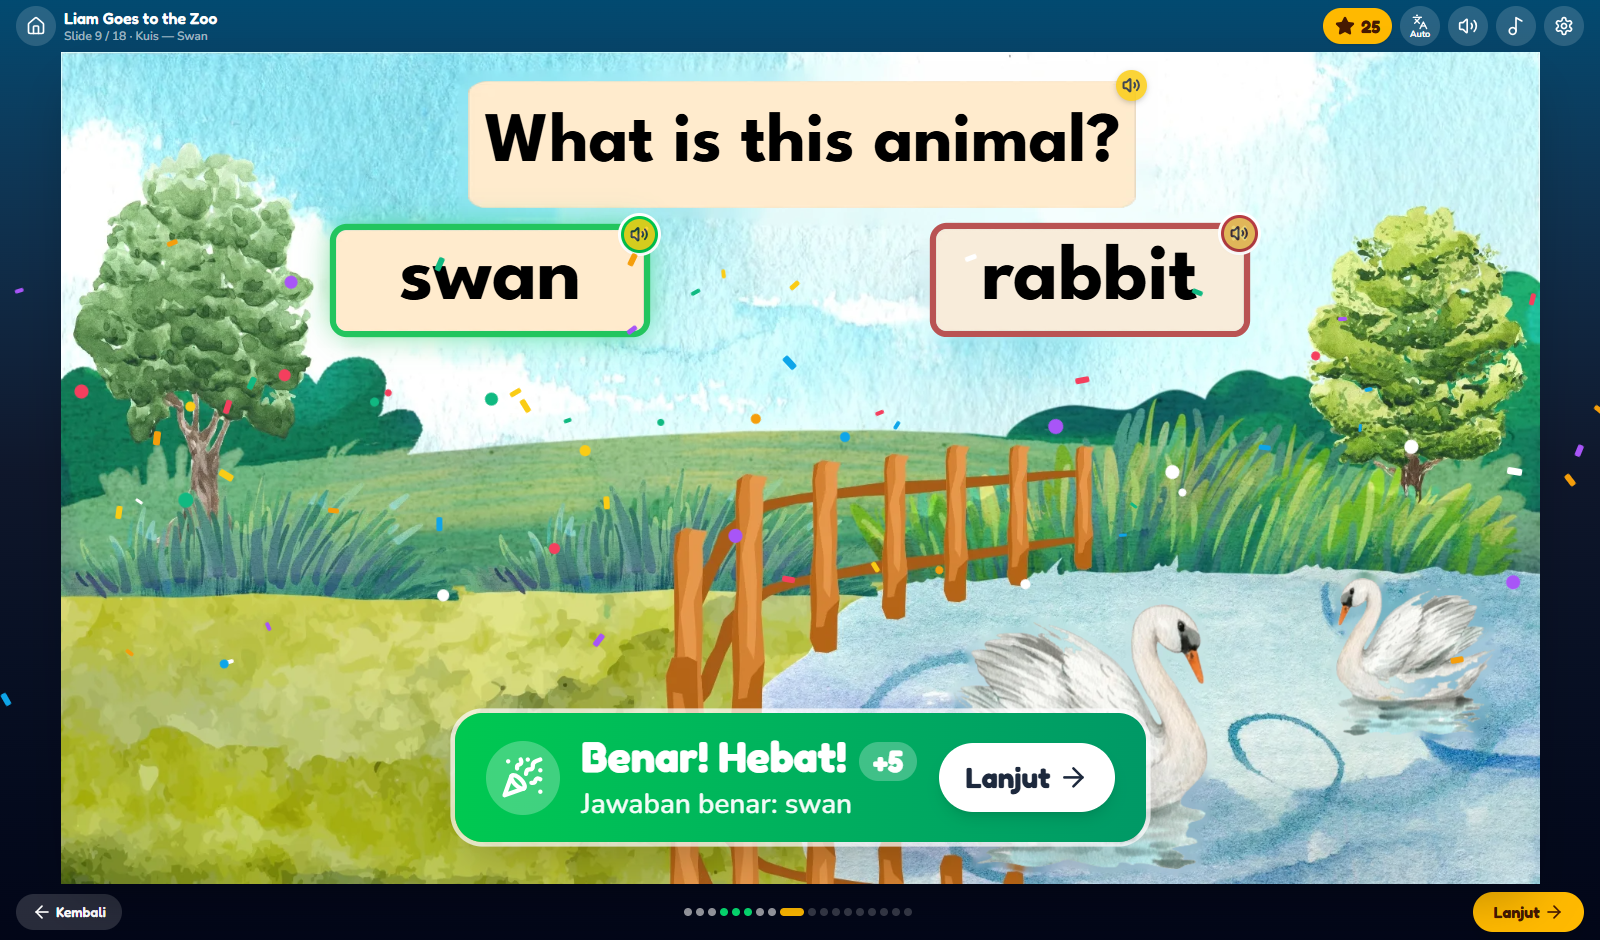 Liam Goes to the Zoo
Slide 9 / 18 · Kuis — Swan
25
Auto
What is this animal?
swan
rabbit
Benar! Hebat!
+5
Jawaban benar: swan
Lanjut
Kembali
Lanjut